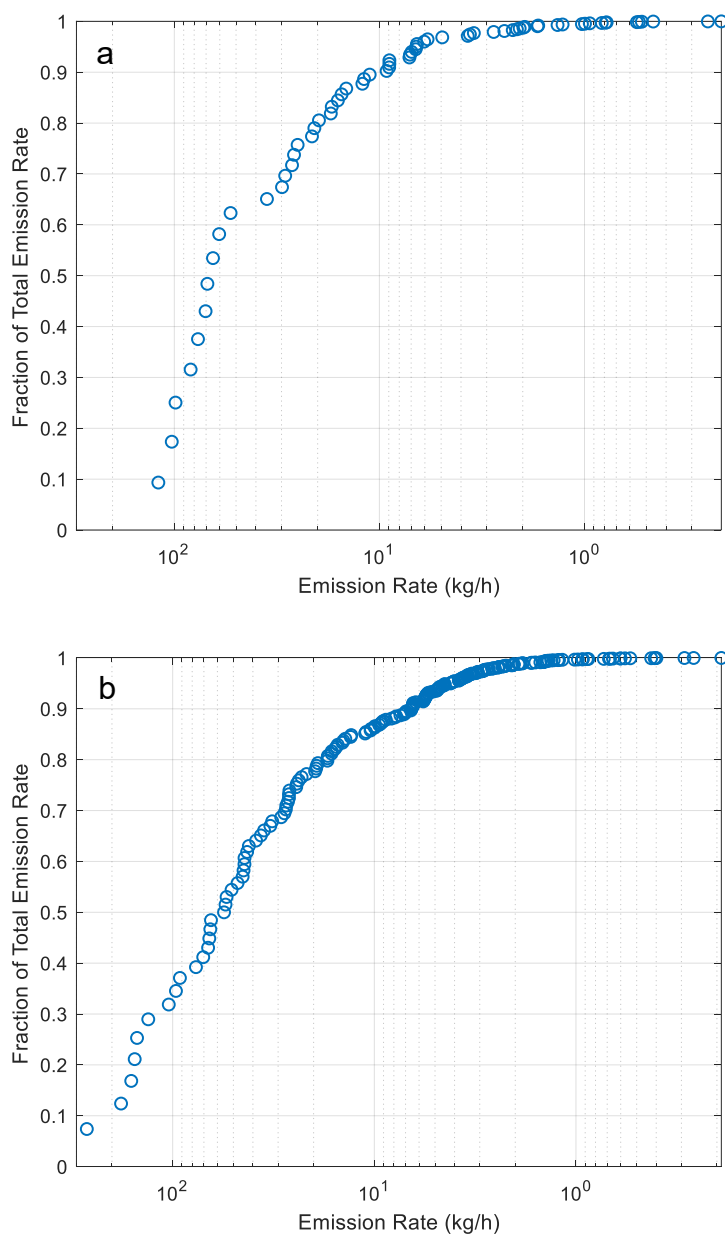 a
1
0.9
0.8
0.7
0.6
0.5
0.4
0.3
0.2
0.1
0
Fraction of Total Emission Rate
10² 10¹ 10⁰
Emission Rate (kg/h)
b
1
0.9
0.8
0.7
0.6
0.5
0.4
0.3
0.2
0.1
0
Fraction of Total Emission Rate
10² 10¹ 10⁰
Emission Rate (kg/h)